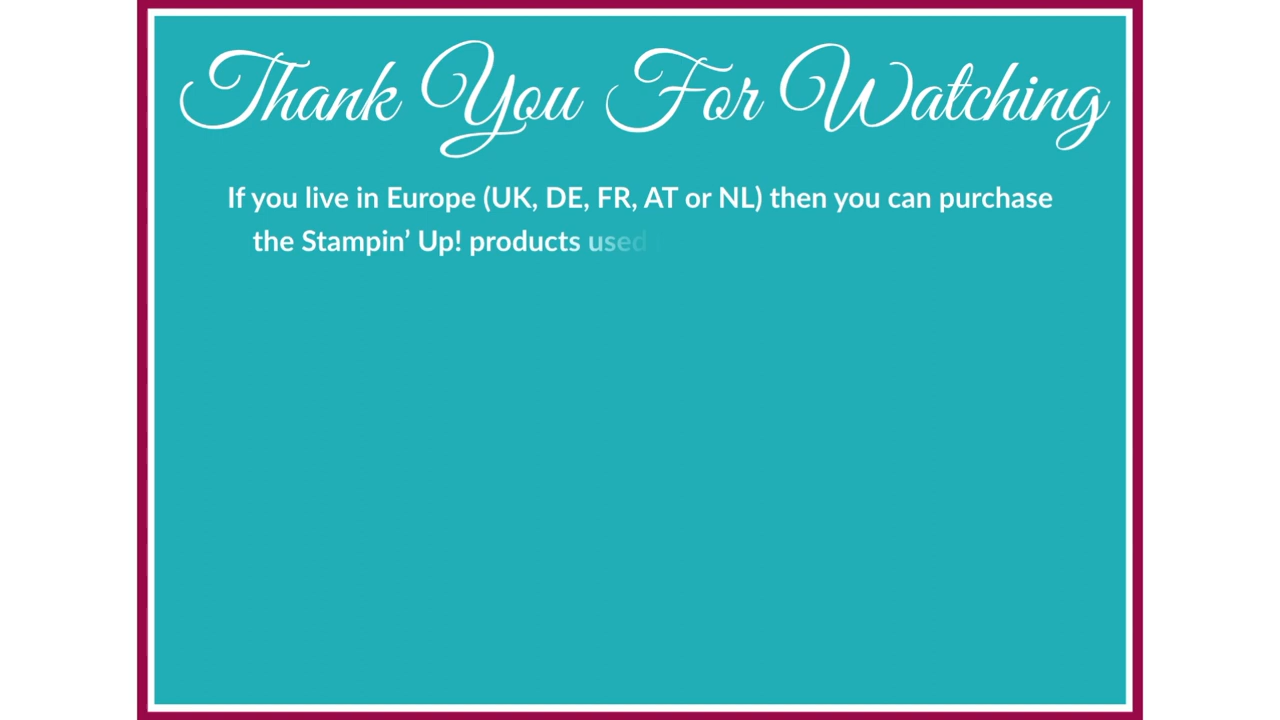 Thank You For Watching
If you live in Europe (UK, DE, FR, AT or NL) then you can purchase
the Stampin’ Up! products used